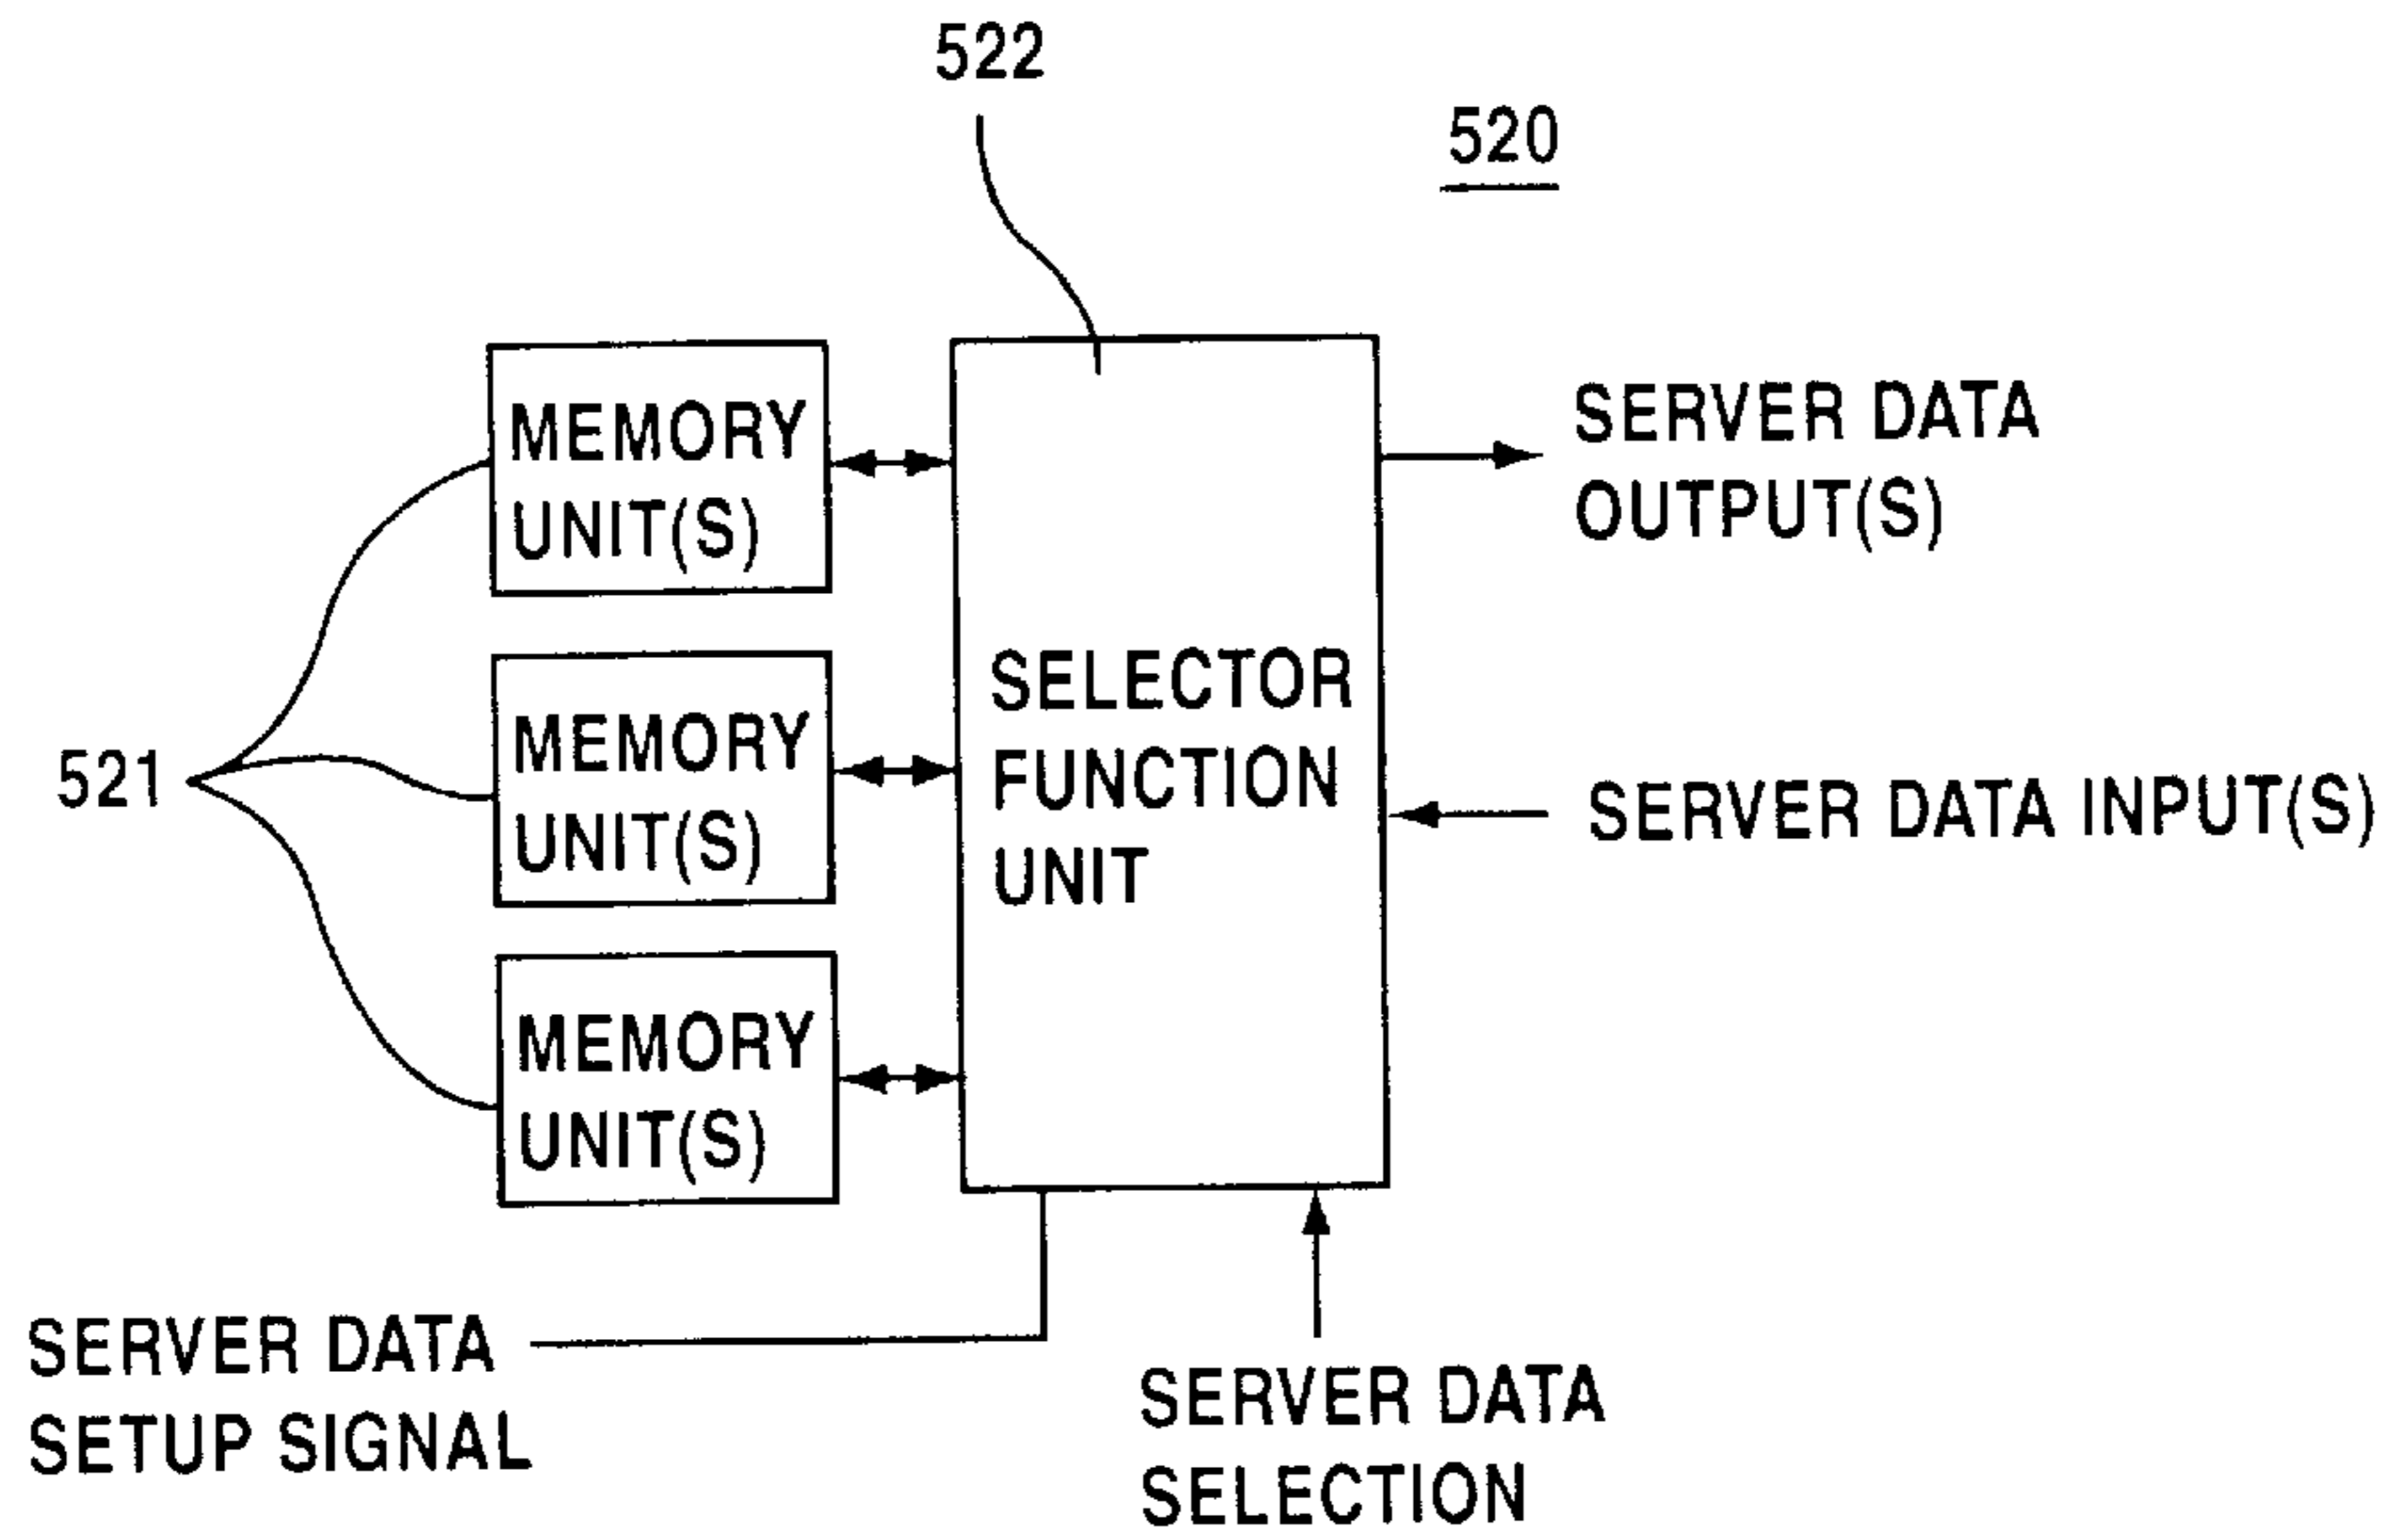 522
520
MEMORY
UNIT(S)
SERVER DATA
OUTPUT(S)
SELECTOR
FUNCTION
UNIT
521
MEMORY
UNIT(S)
SERVER DATA INPUT(S)
MEMORY
UNIT(S)
SERVER DATA
SETUP SIGNAL
SERVER DATA
SELECTION